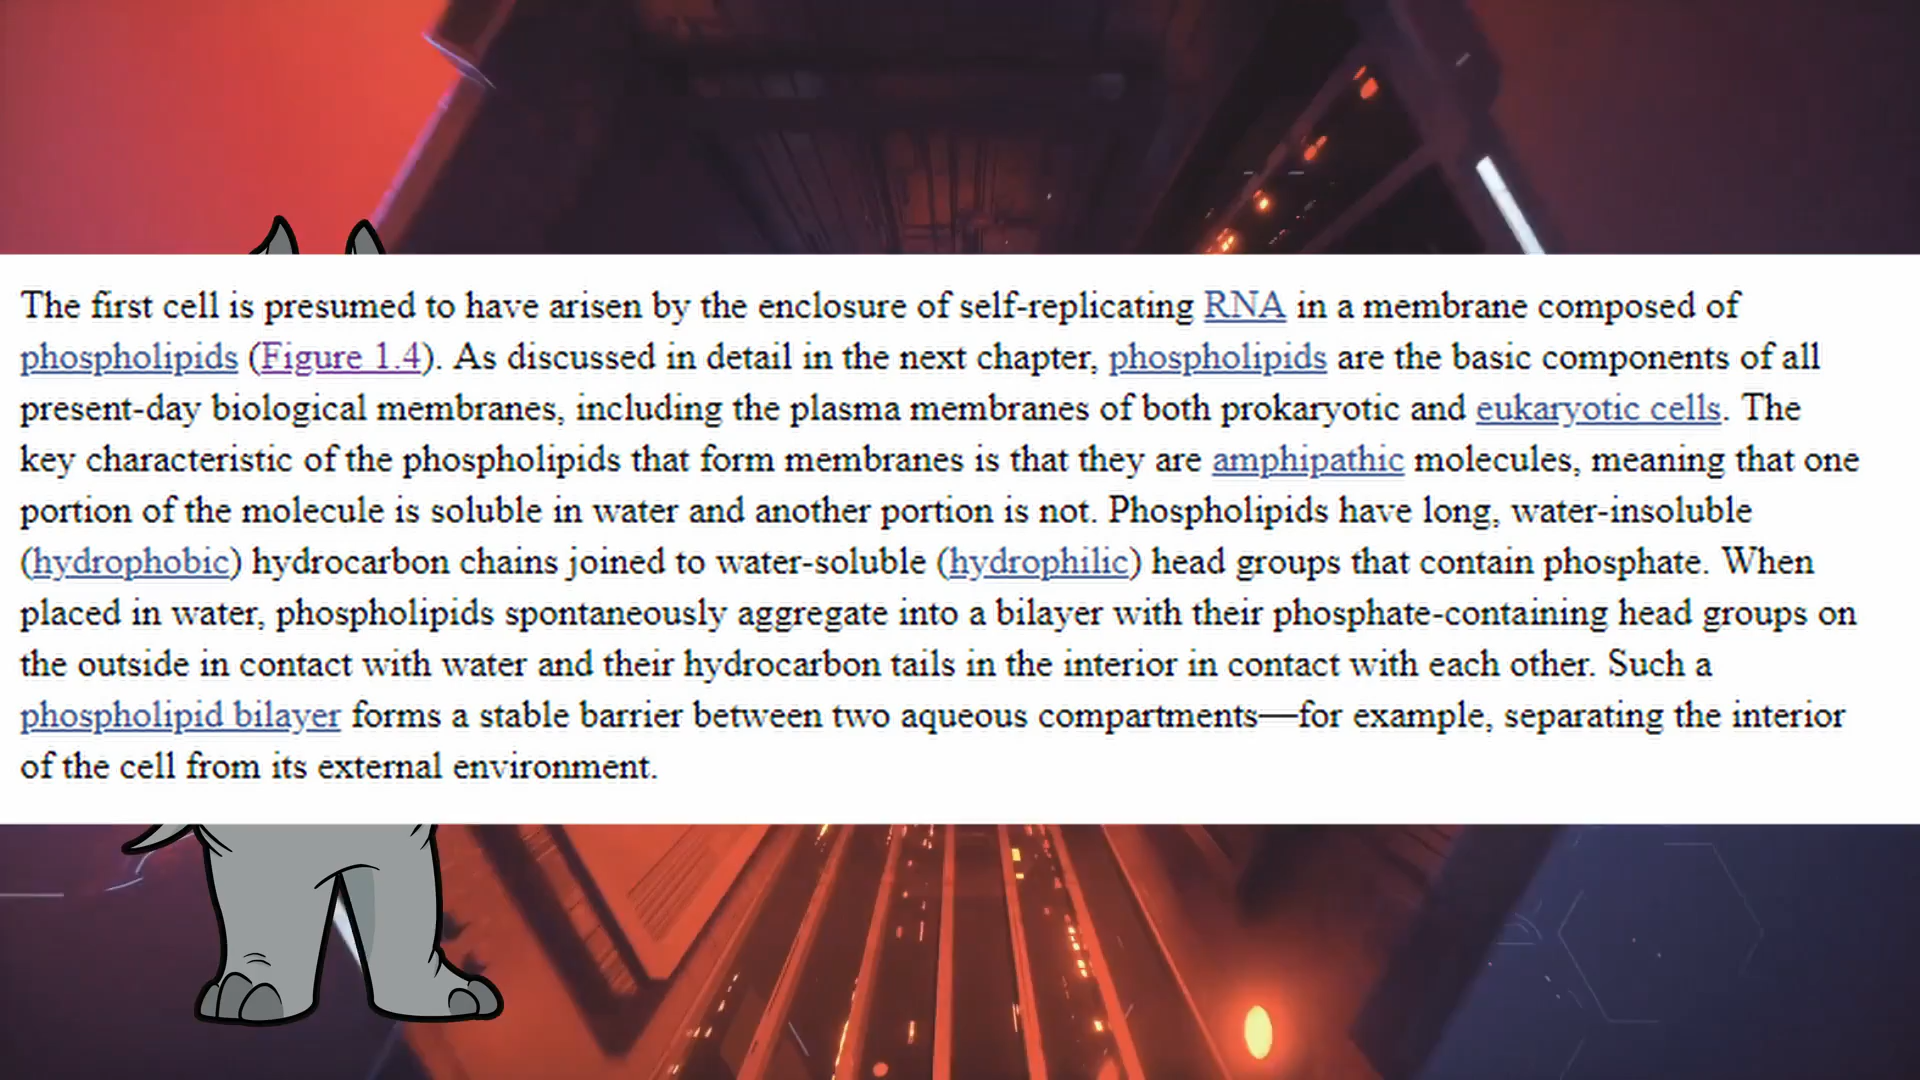 The first cell is presumed to have arisen by the enclosure of self-replicating RNA in a membrane composed of
phospholipids (Figure 1.4). As discussed in detail in the next chapter, phospholipids are the basic components of all
present-day biological membranes, including the plasma membranes of both prokaryotic and eukaryotic cells. The
key characteristic of the phospholipids that form membranes is that they are amphipathic molecules, meaning that one
portion of the molecule is soluble in water and another portion is not. Phospholipids have long, water-insoluble
(hydrophobic) hydrocarbon chains joined to water-soluble (hydrophilic) head groups that contain phosphate. When
placed in water, phospholipids spontaneously aggregate into a bilayer with their phosphate-containing head groups on
the outside in contact with water and their hydrocarbon tails in the interior in contact with each other. Such a
phospholipid bilayer forms a stable barrier between two aqueous compartments—for example, separating the interior
of the cell from its external environment.